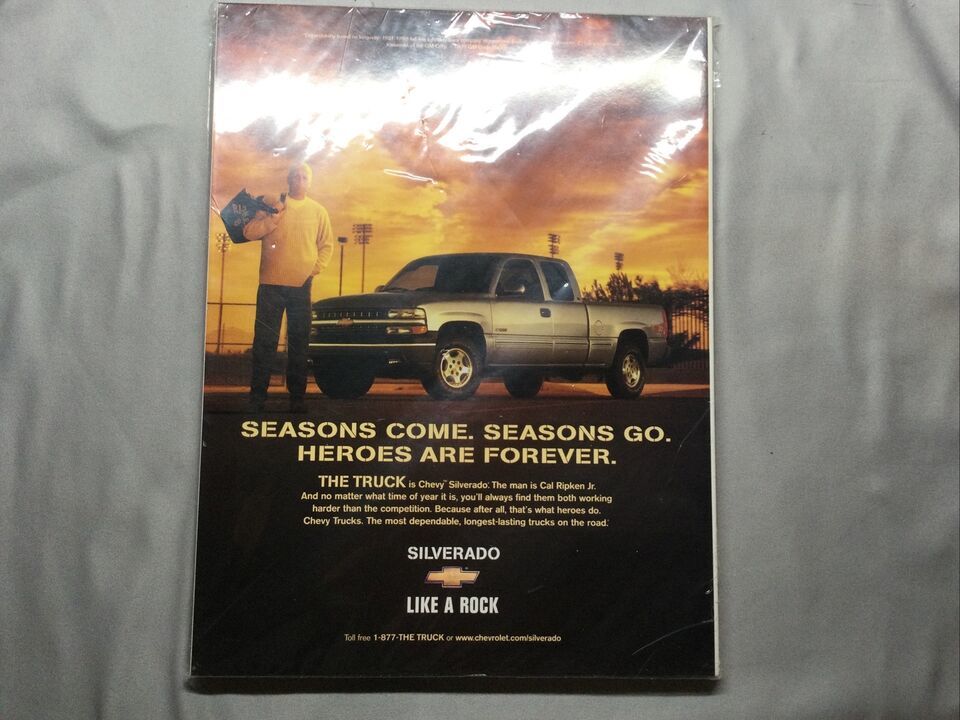 SEASONS COME. SEASONS GO.
HEROES ARE FOREVER.
THE TRUCK is Chevy™ Silverado. The man is Cal Ripken Jr.
And no matter what time of year it is, you'll always find them both working
harder than the competition. Because after all, that's what heroes do.
Chevy Trucks. The most dependable, longest-lasting trucks on the road.*
SILVERADO
LIKE A ROCK
Toll free 1-877-THE TRUCK or www.chevrolet.com/silverado